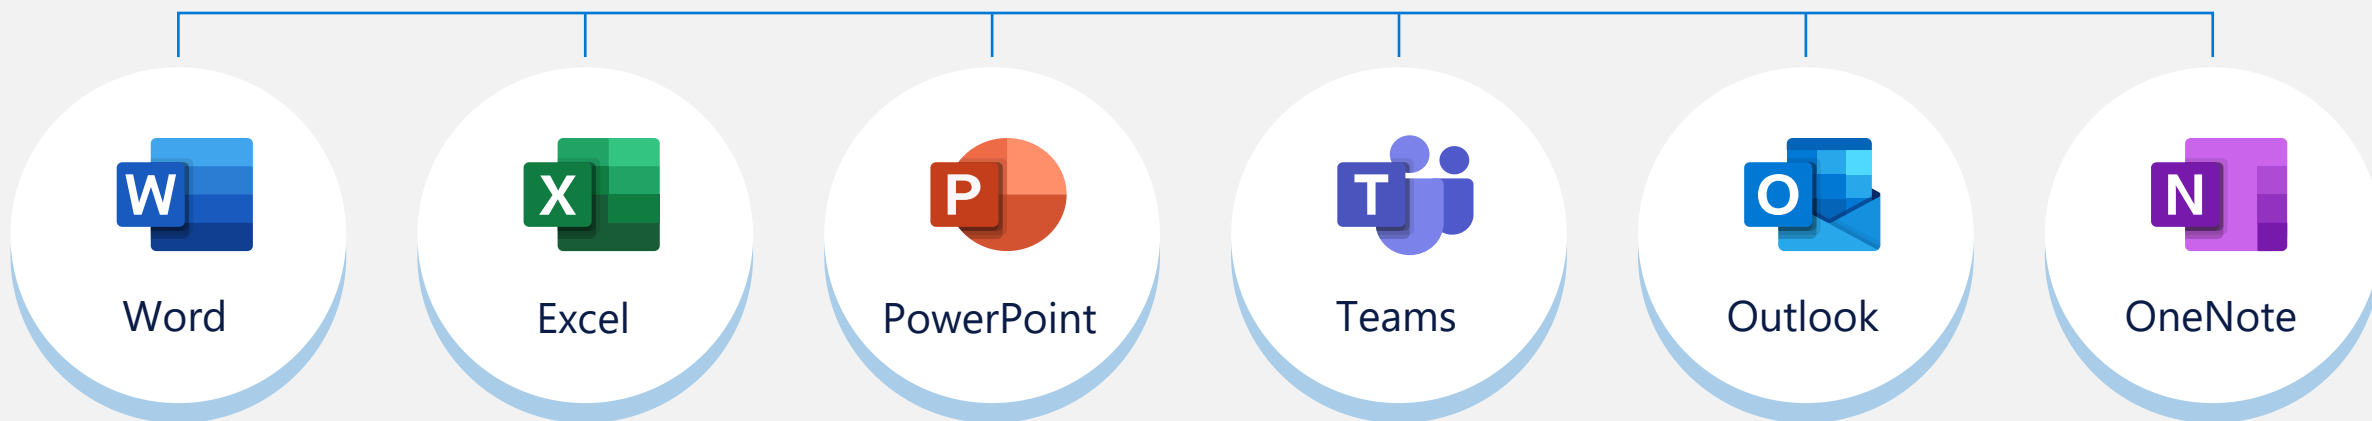 W
X
P
T
O
N
Word
Excel
PowerPoint
Teams
Outlook
OneNote